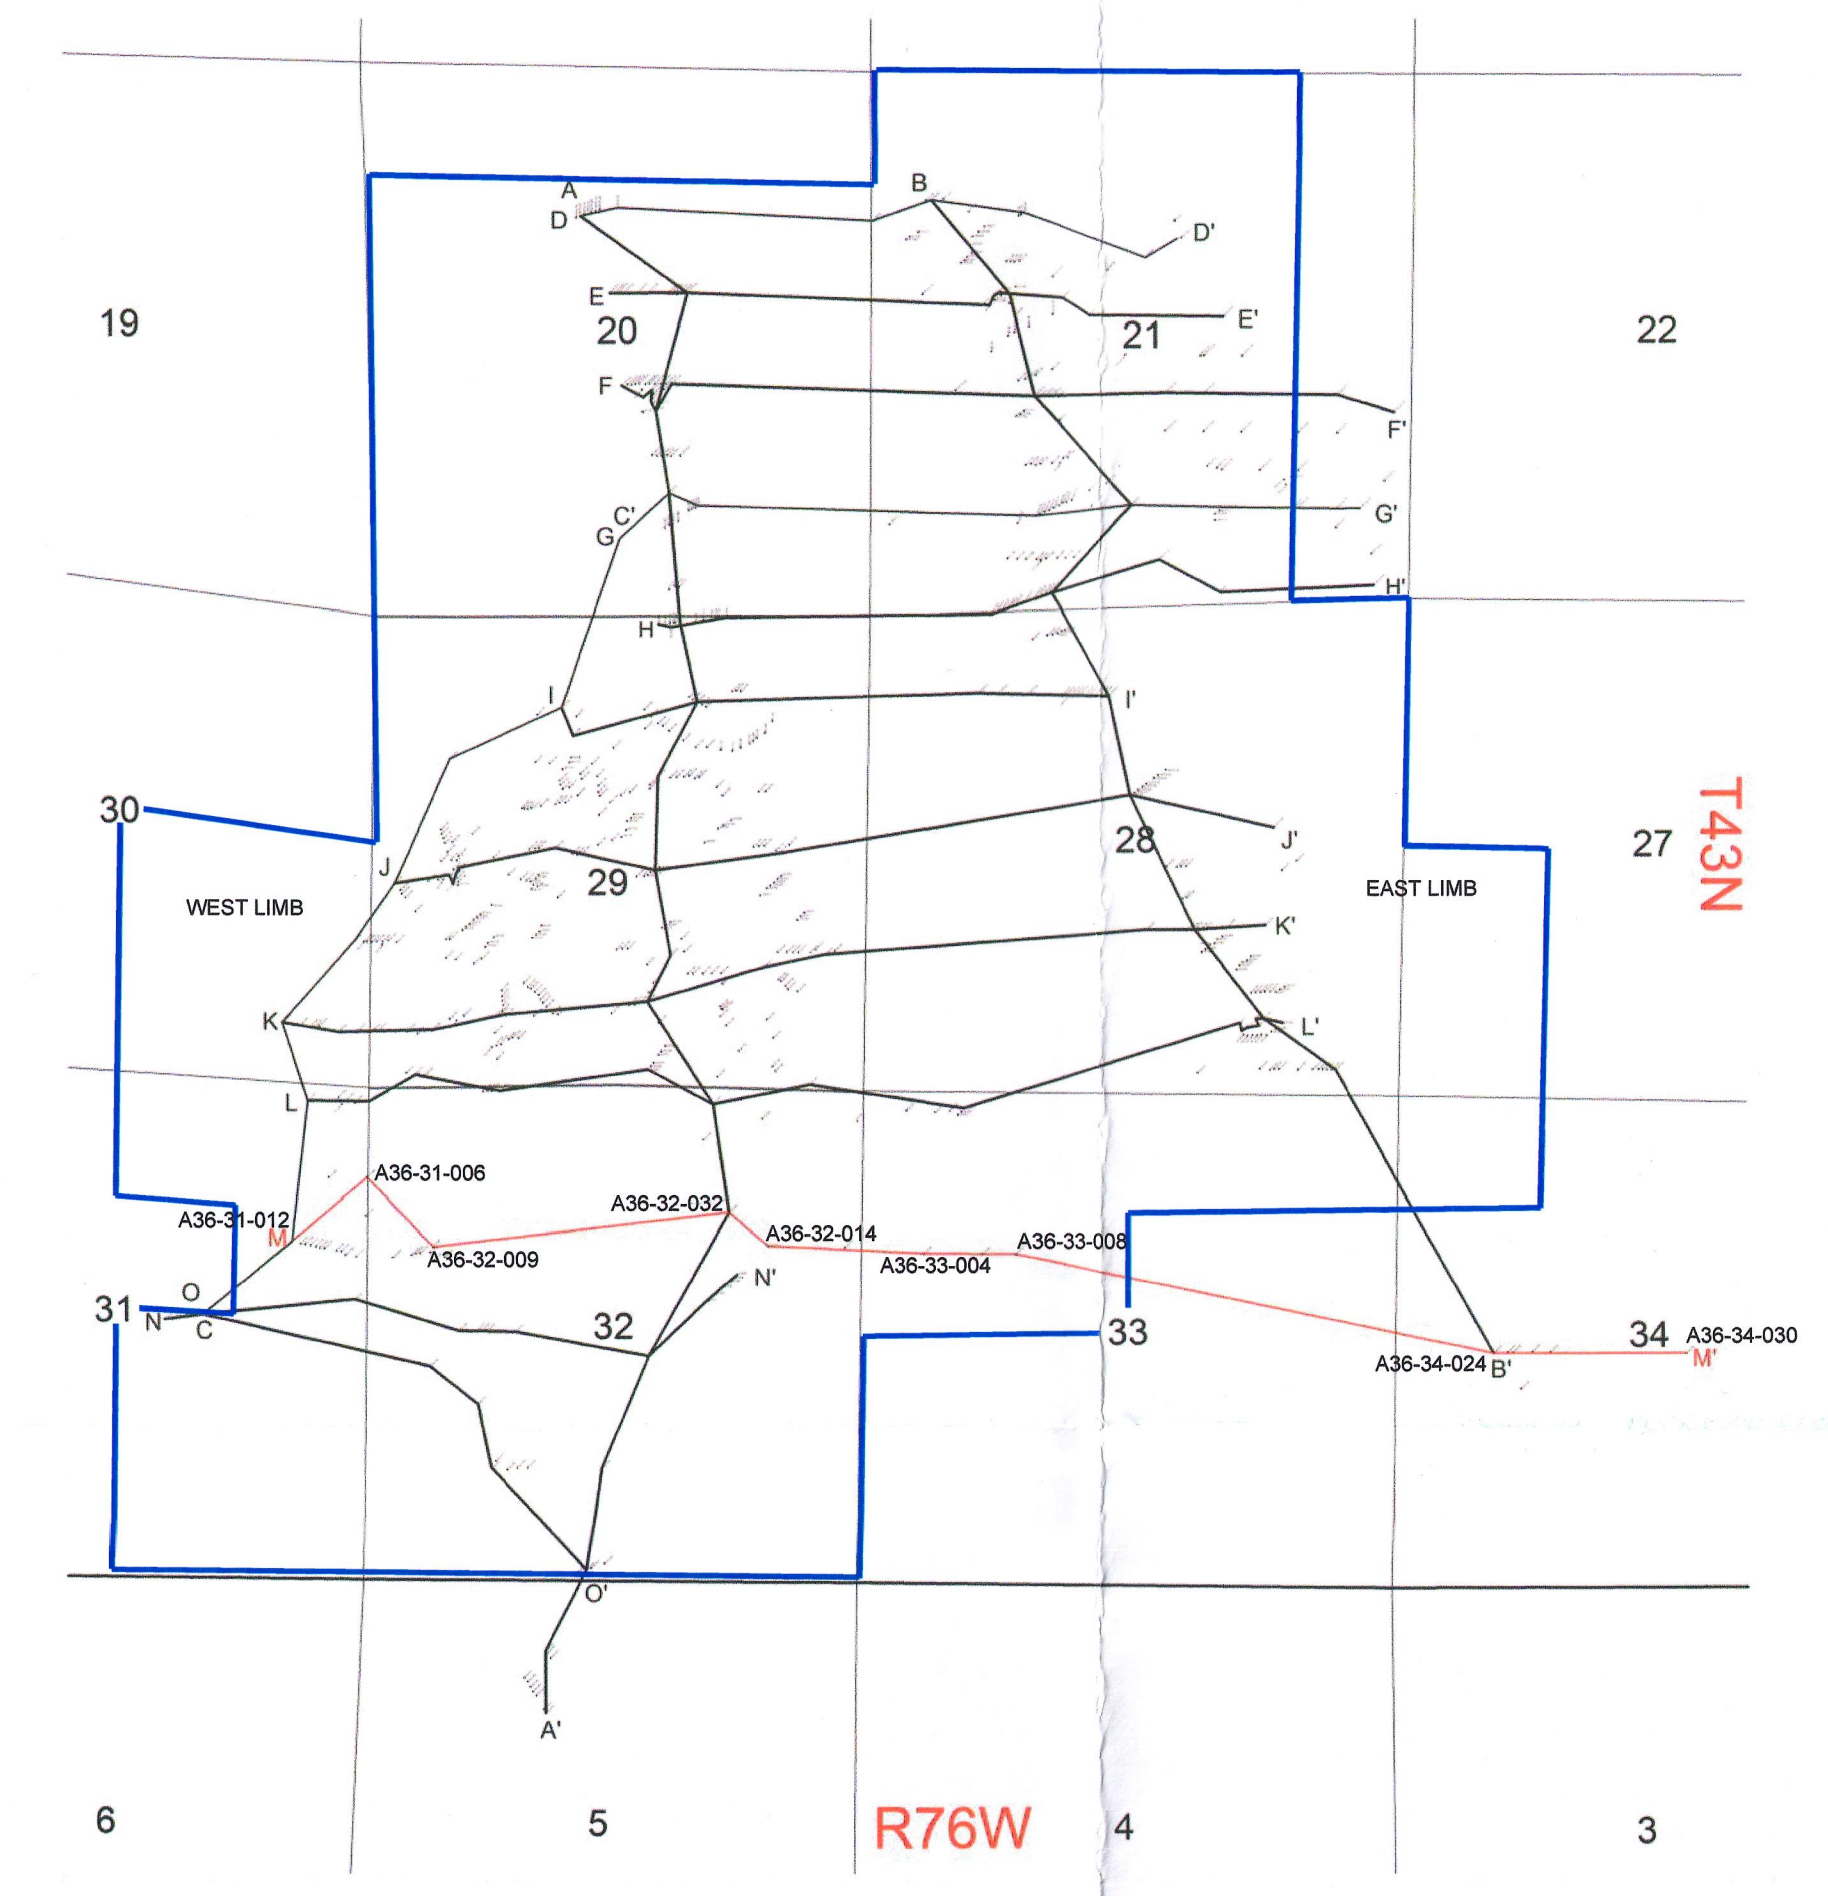 A
B
D
D'
E
E'
19
20
21
22
F
F'
C'
G
G'
H
H'
I
I'
30
J
J'
28
T43N
27
29
WEST LIMB
EAST LIMB
K
K'
L
L'
A36-31-006
A36-31-012
A36-32-032
M
A36-32-014
A36-33-008
A36-32-009
A36-33-004
N'
O
31
N
C
32
33
34
A36-34-030
A36-34-024
B'
M'
O'
A'
6
5
R76W
4
3